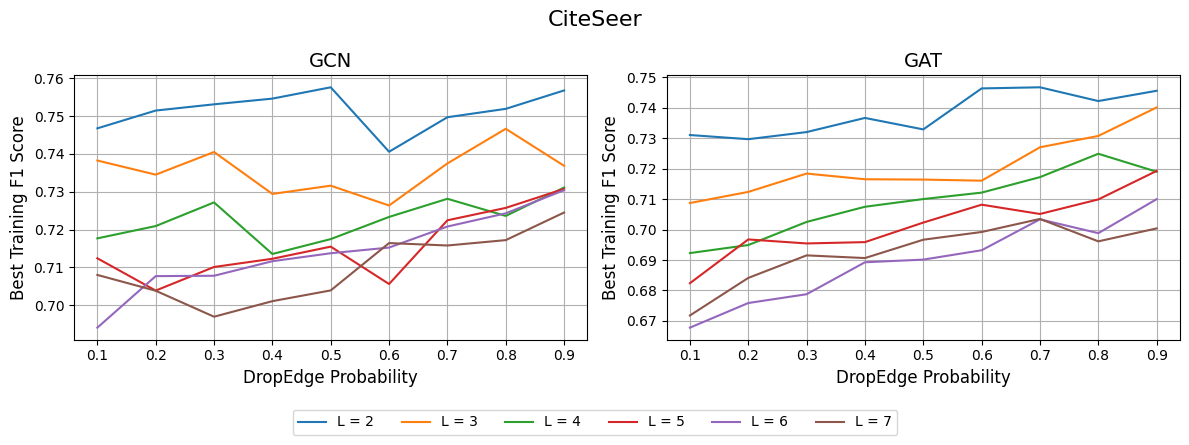 CiteSeer
GCN
Best Training F1 Score
0.76
0.75
0.74
0.73
0.72
0.71
0.70
0.1 0.2 0.3 0.4 0.5 0.6 0.7 0.8 0.9
DropEdge Probability
GAT
Best Training F1 Score
0.75
0.74
0.73
0.72
0.71
0.70
0.69
0.68
0.67
0.1 0.2 0.3 0.4 0.5 0.6 0.7 0.8 0.9
DropEdge Probability
L = 2 L = 3 L = 4 L = 5 L = 6 L = 7